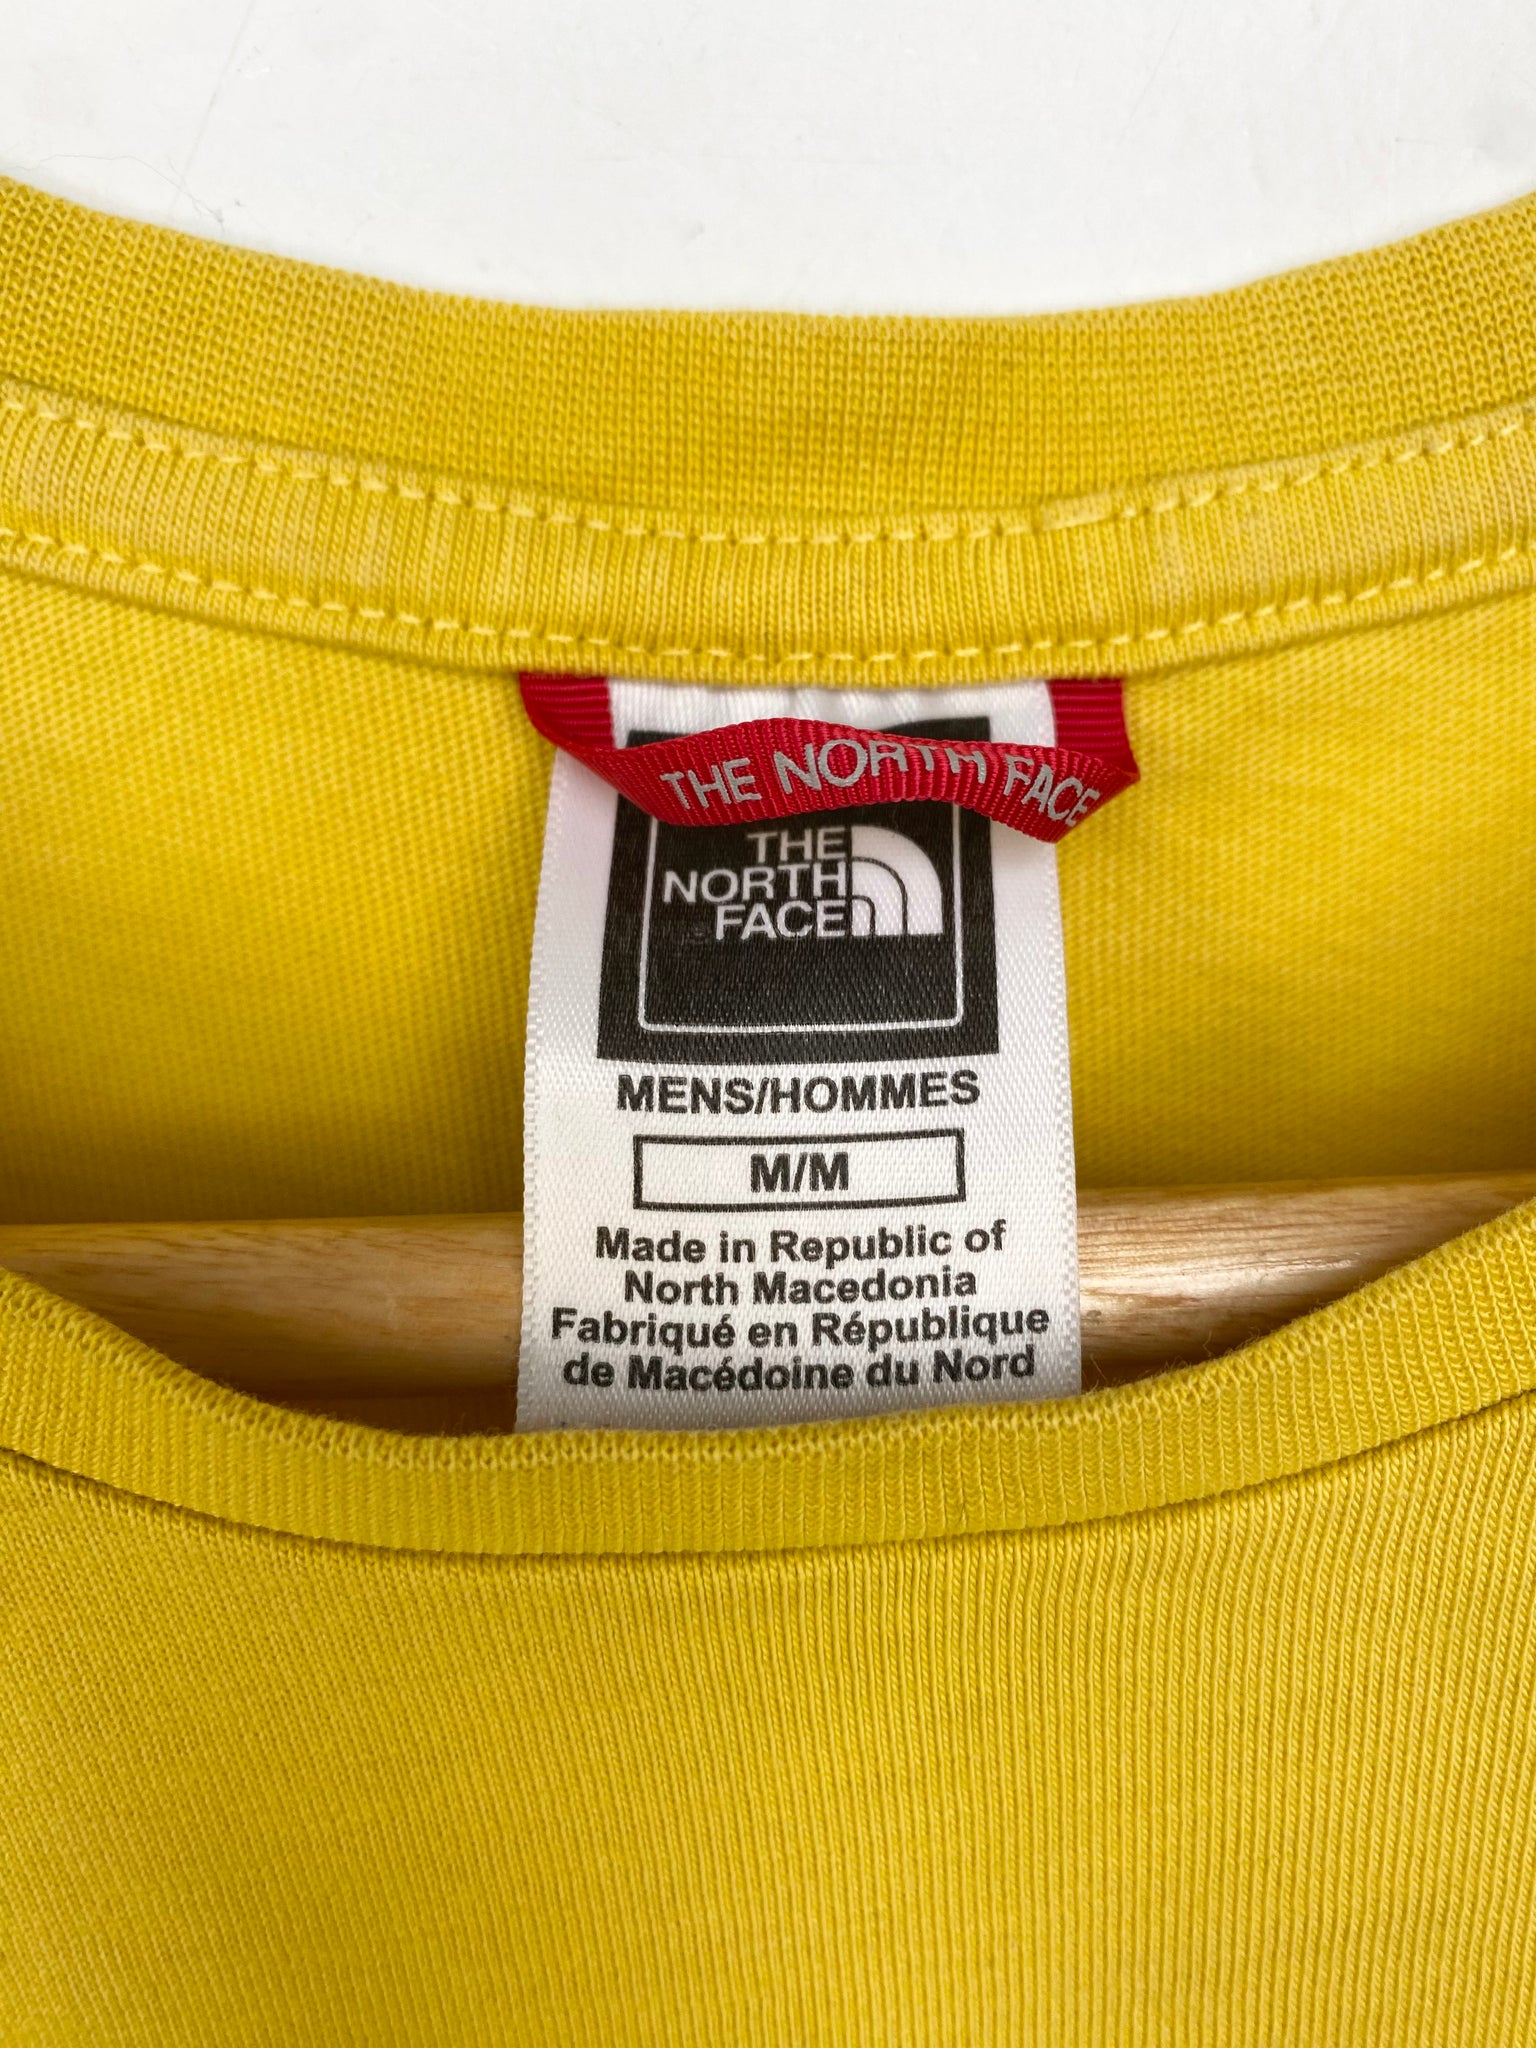 THE NORTH FACE
THE
NORTH
FACE
MENS/HOMMES
M/M
Made in Republic of
North Macedonia
Fabriqué en République
de Macédoine du Nord